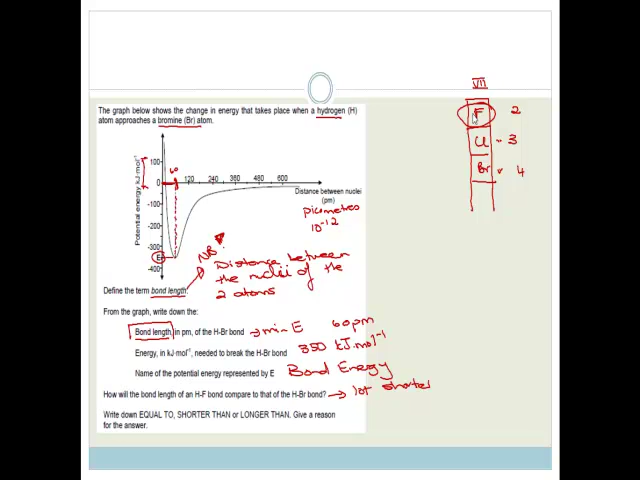 The graph below shows the change in energy that takes place when a hydrogen (H)
atom approaches a bromine (Br) atom.
Potential energy kJ·mol⁻¹
100
0
-100
-200
-300
-400
E
60
120 240 360 480 600
Distance between nuclei
(pm)
picometres
10-12
NB
Distance between
the nuclei of the
2 atoms
Define the term bond length.
From the graph, write down the:
Bond length, in pm, of the H-Br bond → min E 60pm
Energy, in kJ·mol⁻¹, needed to break the H-Br bond 350 kJ.mol⁻¹
Name of the potential energy represented by E Bond Energy
How will the bond length of an H-F bond compare to that of the H-Br bond? → lot shorter
Write down EQUAL TO, SHORTER THAN or LONGER THAN. Give a reason
for the answer.
VII
F 2
Cl - 3
Br 4